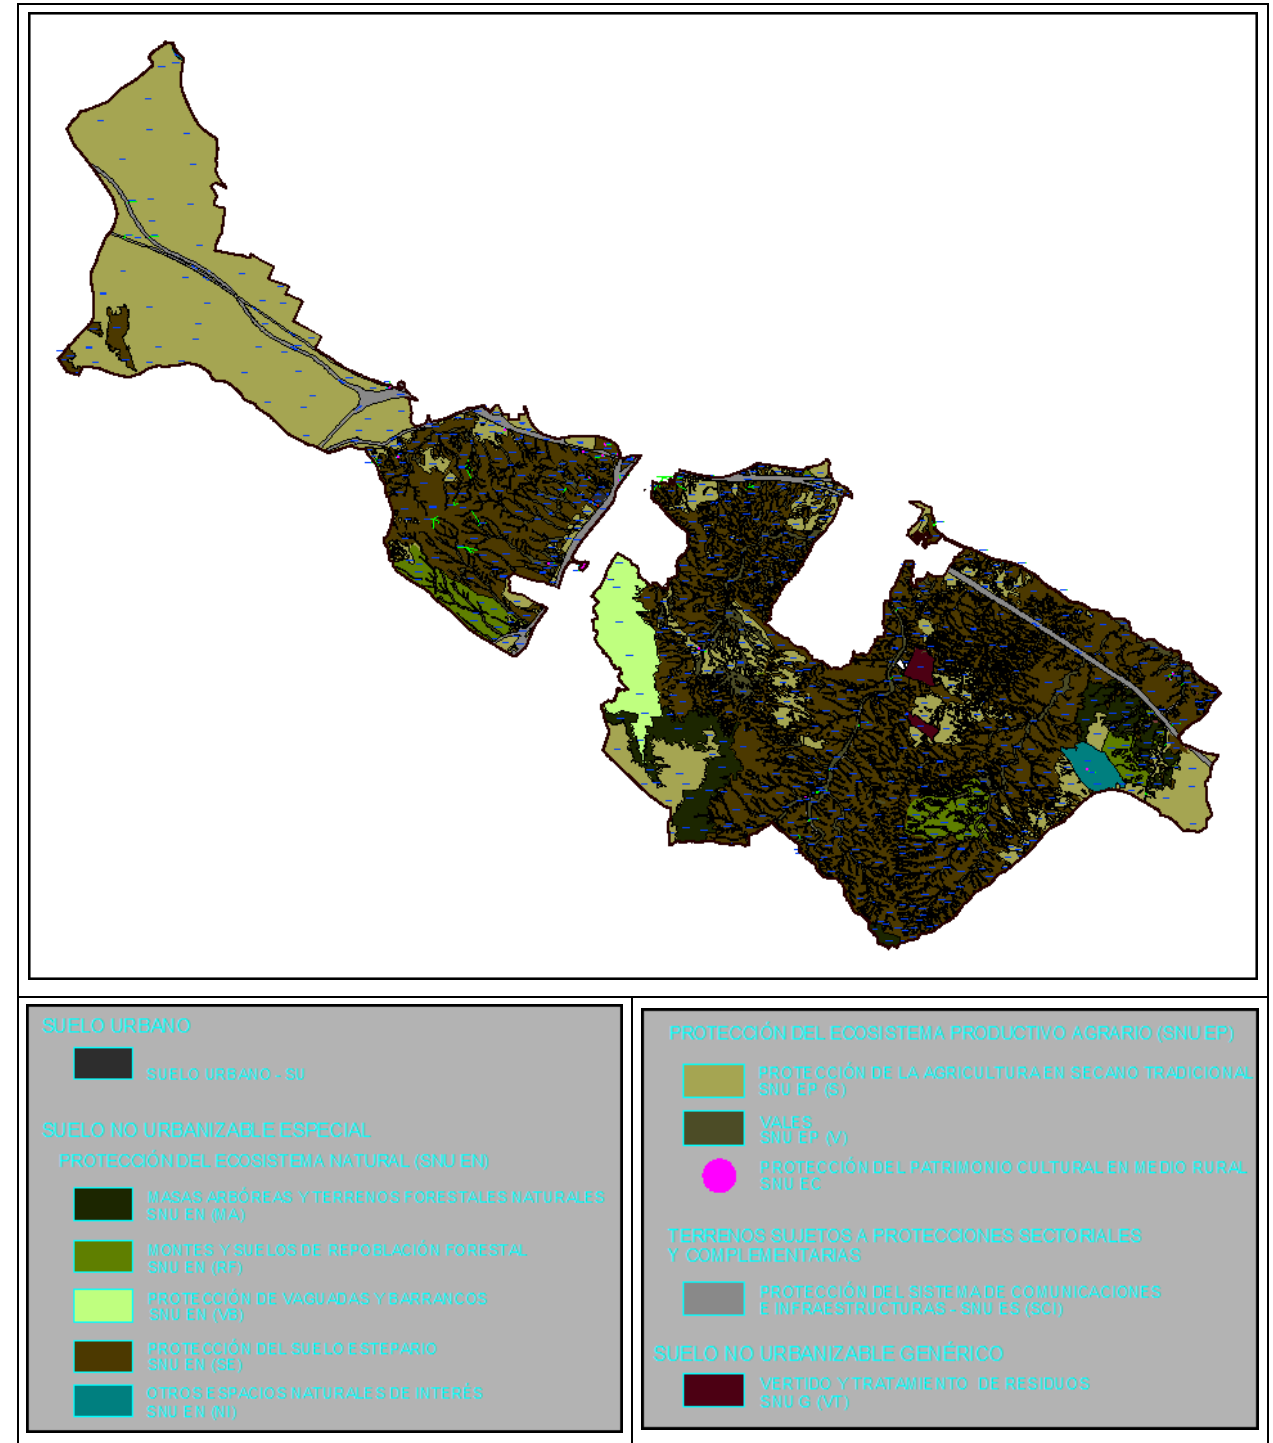 SUELO URBANO
SUELO URBANO - SU
SUELO NO URBANIZABLE ESPECIAL
PROTECCIÓN DEL ECOSISTEMA NATURAL (SNU EN)
MASAS ARBÓREAS Y TERRENOS FORESTALES NATURALES
SNU EN (MA)
MONTES Y SUELOS DE REPOBLACIÓN FORESTAL
SNU EN (RF)
PROTECCIÓN DE VAGUADAS Y BARRANCOS
SNU EN (VB)
PROTECCIÓN DEL SUELO ESTEPARIO
SNU EN (SE)
OTROS ESPACIOS NATURALES DE INTERÉS
SNU EN (NI)
PROTECCIÓN DEL ECOSISTEMA PRODUCTIVO AGRARIO (SNU EP)
PROTECCIÓN DE LA AGRICULTURA EN SECANO TRADICIONAL
SNU EP (S)
VALES
SNU EP (V)
PROTECCIÓN DEL PATRIMONIO CULTURAL EN MEDIO RURAL
SNU EC
TERRENOS SUJETOS A PROTECCIONES SECTORIALES
Y COMPLEMENTARIAS
PROTECCIÓN DEL SISTEMA DE COMUNICACIONES
E INFRAESTRUCTURAS - SNU ES (SCI)
SUELO NO URBANIZABLE GENÉRICO
VERTIDO Y TRATAMIENTO DE RESIDUOS
SNU G (VT)